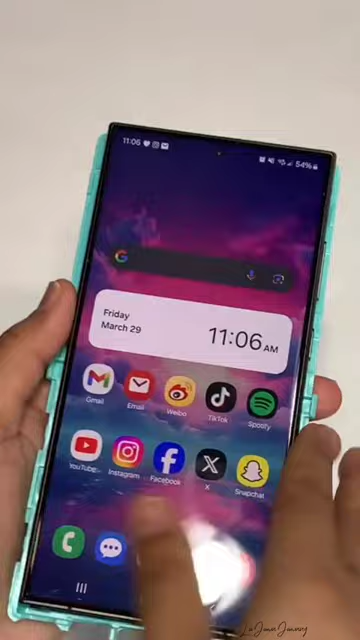 11:06
54%
G
Friday
March 29
11:06 AM
Gmail
Email
Weibo
TikTok
Spotify
YouTube
Instagram
Facebook
X
Snapchat